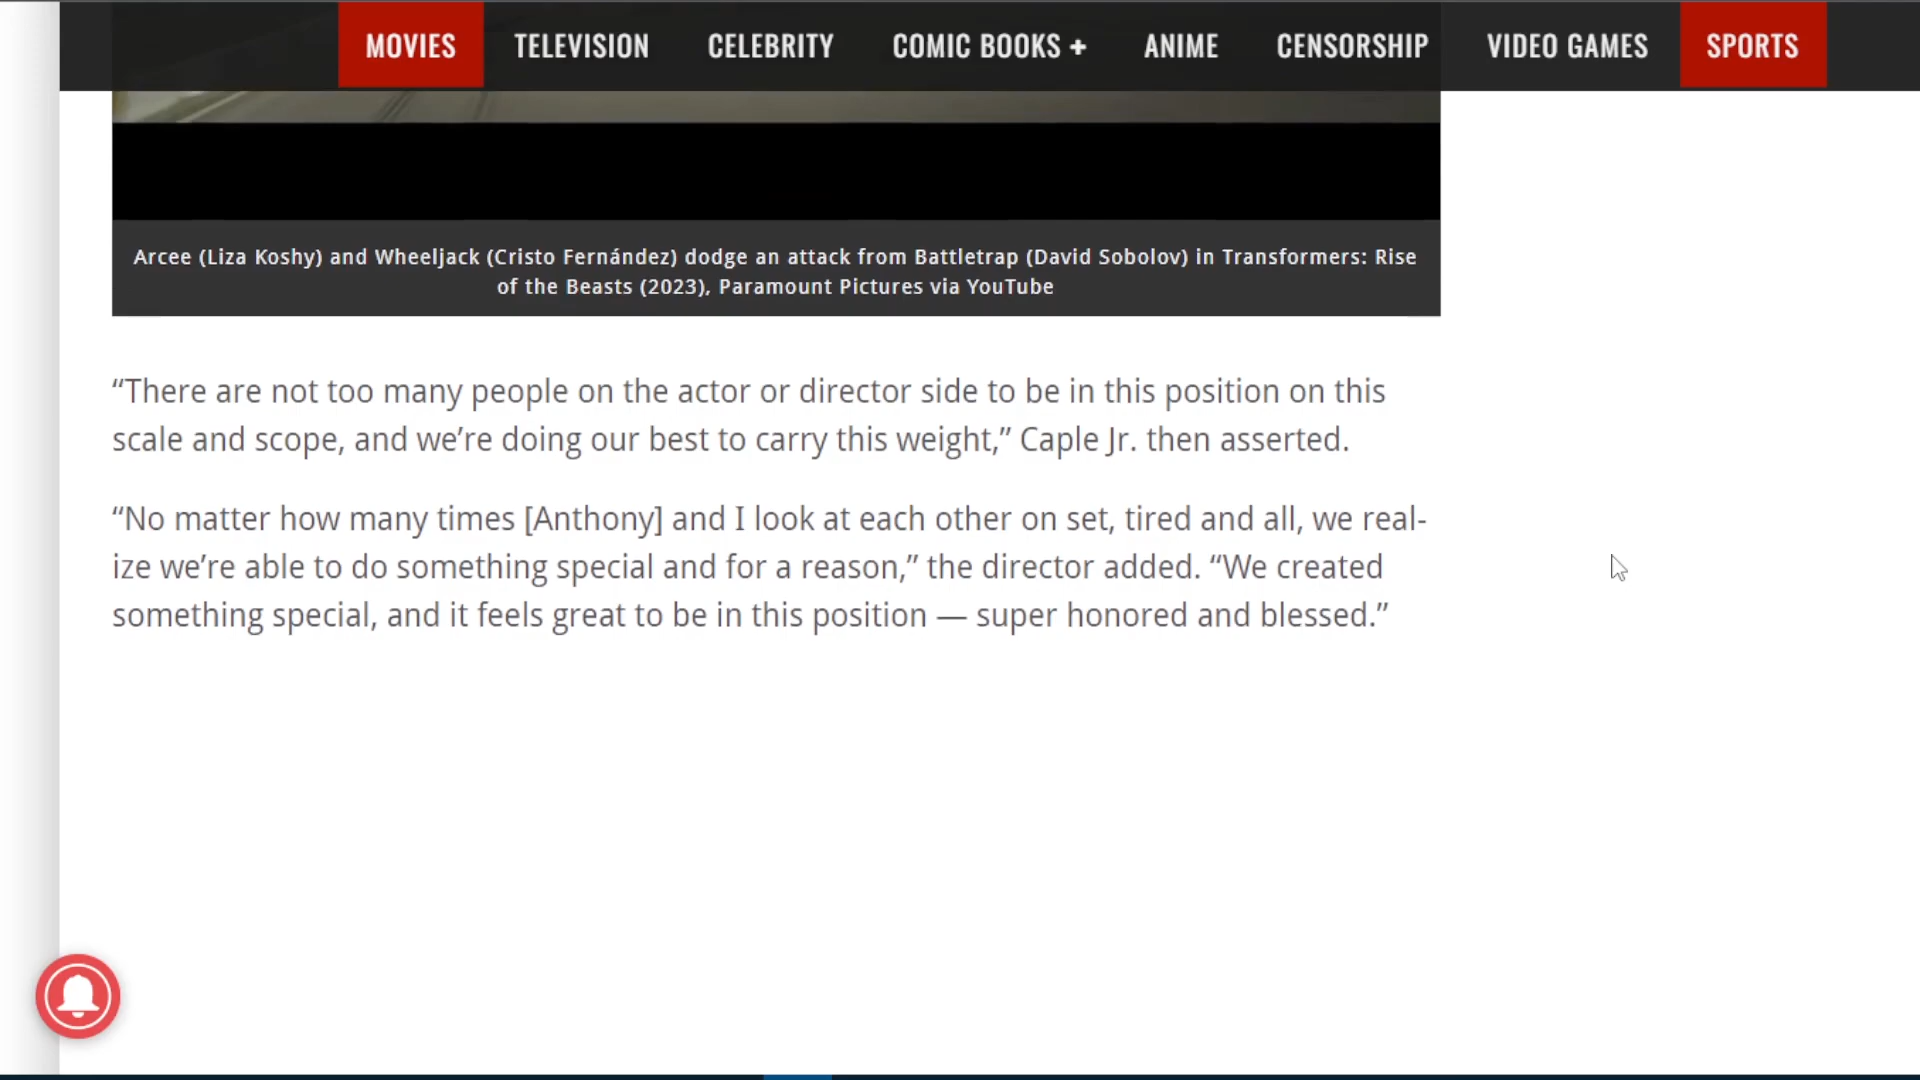 MOVIES TELEVISION CELEBRITY COMIC BOOKS + ANIME CENSORSHIP VIDEO GAMES SPORTS
Arcee (Liza Koshy) and Wheeljack (Cristo Fernández) dodge an attack from Battletrap (David Sobolov) in Transformers: Rise
of the Beasts (2023), Paramount Pictures via YouTube
“There are not too many people on the actor or director side to be in this position on this
scale and scope, and we’re doing our best to carry this weight,” Caple Jr. then asserted.
“No matter how many times [Anthony] and I look at each other on set, tired and all, we real-
ize we’re able to do something special and for a reason,” the director added. “We created
something special, and it feels great to be in this position — super honored and blessed.”